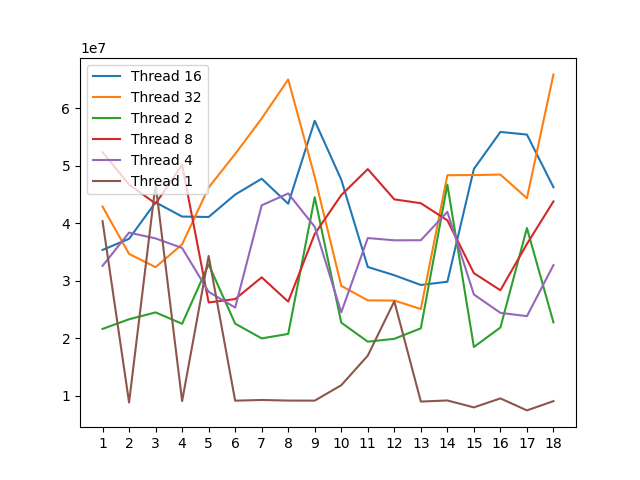 1e7
Thread 16
Thread 32
Thread 2
Thread 8
Thread 4
Thread 1
6
5
4
3
2
1
1 2 3 4 5 6 7 8 9 10 11 12 13 14 15 16 17 18